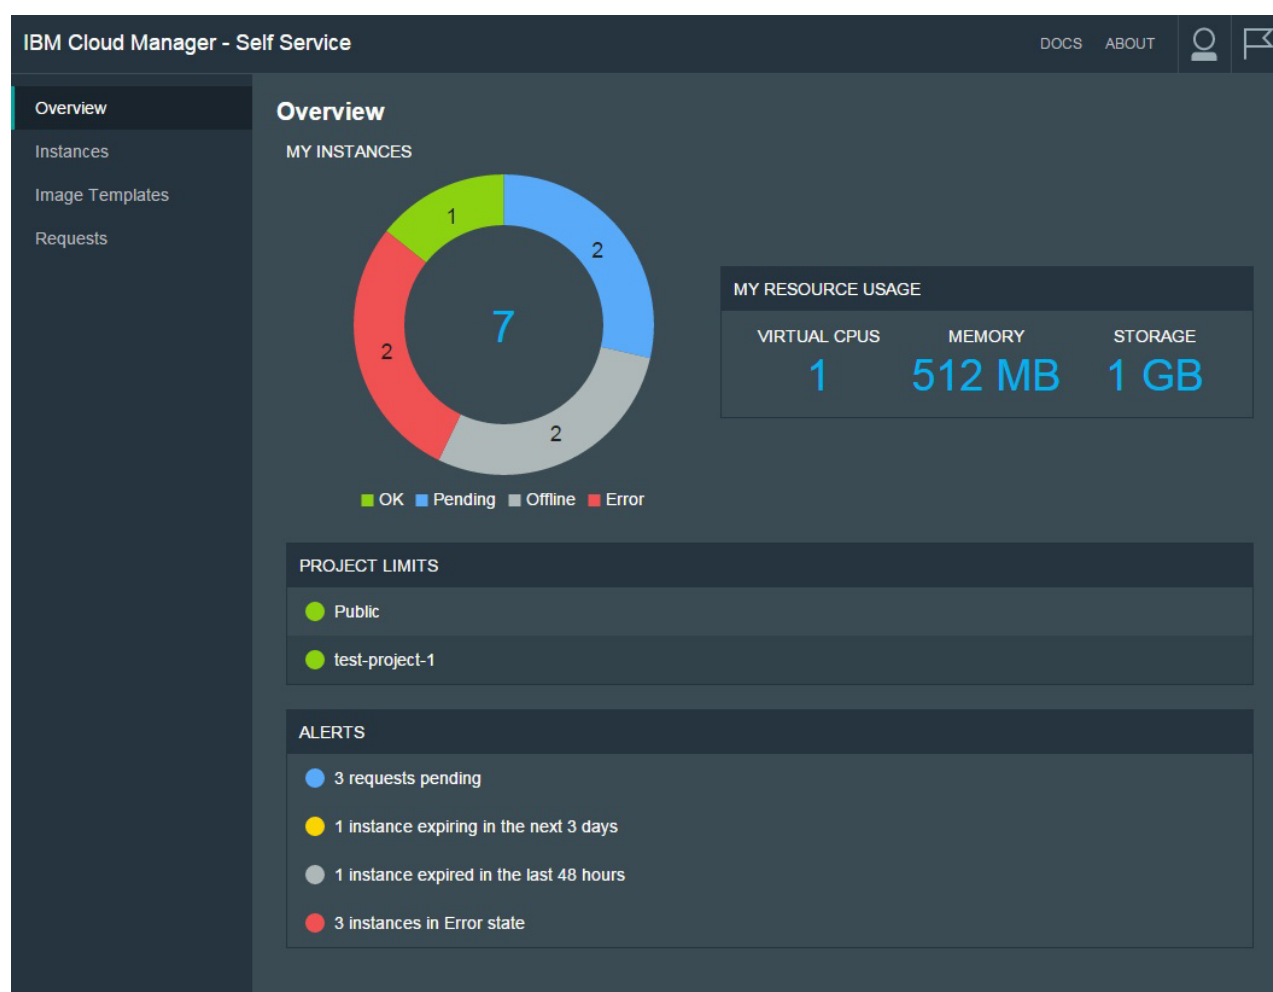 IBM Cloud Manager - Self Service
DOCS ABOUT
Overview
Instances
Image Templates
Requests
Overview
MY INSTANCES
1
2
2
2
7
OK Pending Offline Error
MY RESOURCE USAGE
VIRTUAL CPUS MEMORY STORAGE
1 512 MB 1 GB
PROJECT LIMITS
Public
test-project-1
ALERTS
3 requests pending
1 instance expiring in the next 3 days
1 instance expired in the last 48 hours
3 instances in Error state